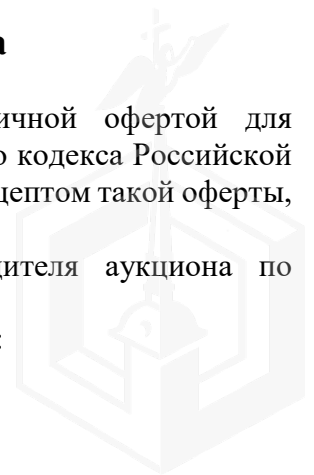 а
ичной офертой для
о кодекса Российской
цептом такой оферты,
дителя аукциона по
: